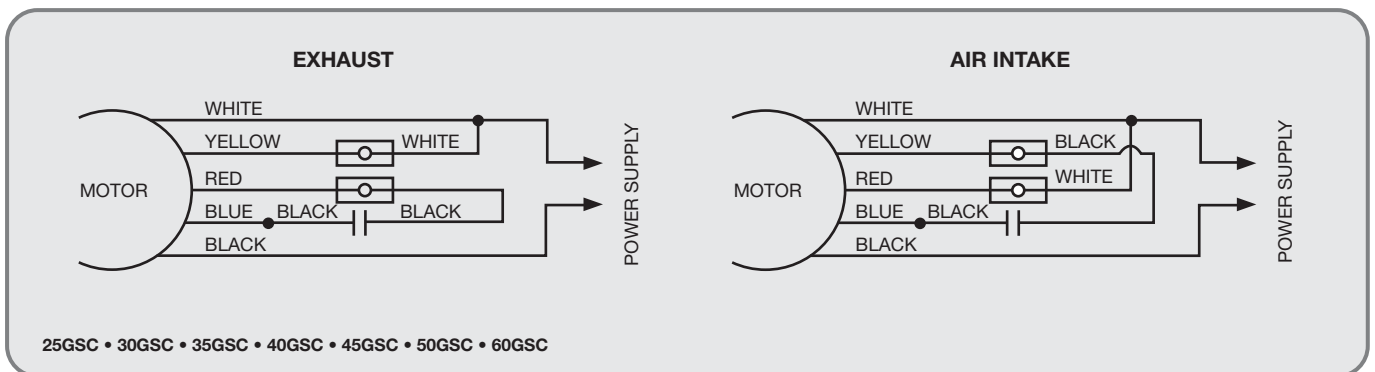 EXHAUST
WHITE
YELLOW
WHITE
RED
MOTOR
BLUE
BLACK
BLACK
BLACK
POWER SUPPLY
AIR INTAKE
WHITE
YELLOW
BLACK
RED
WHITE
MOTOR
BLUE
BLACK
BLACK
POWER SUPPLY
25GSC • 30GSC • 35GSC • 40GSC • 45GSC • 50GSC • 60GSC